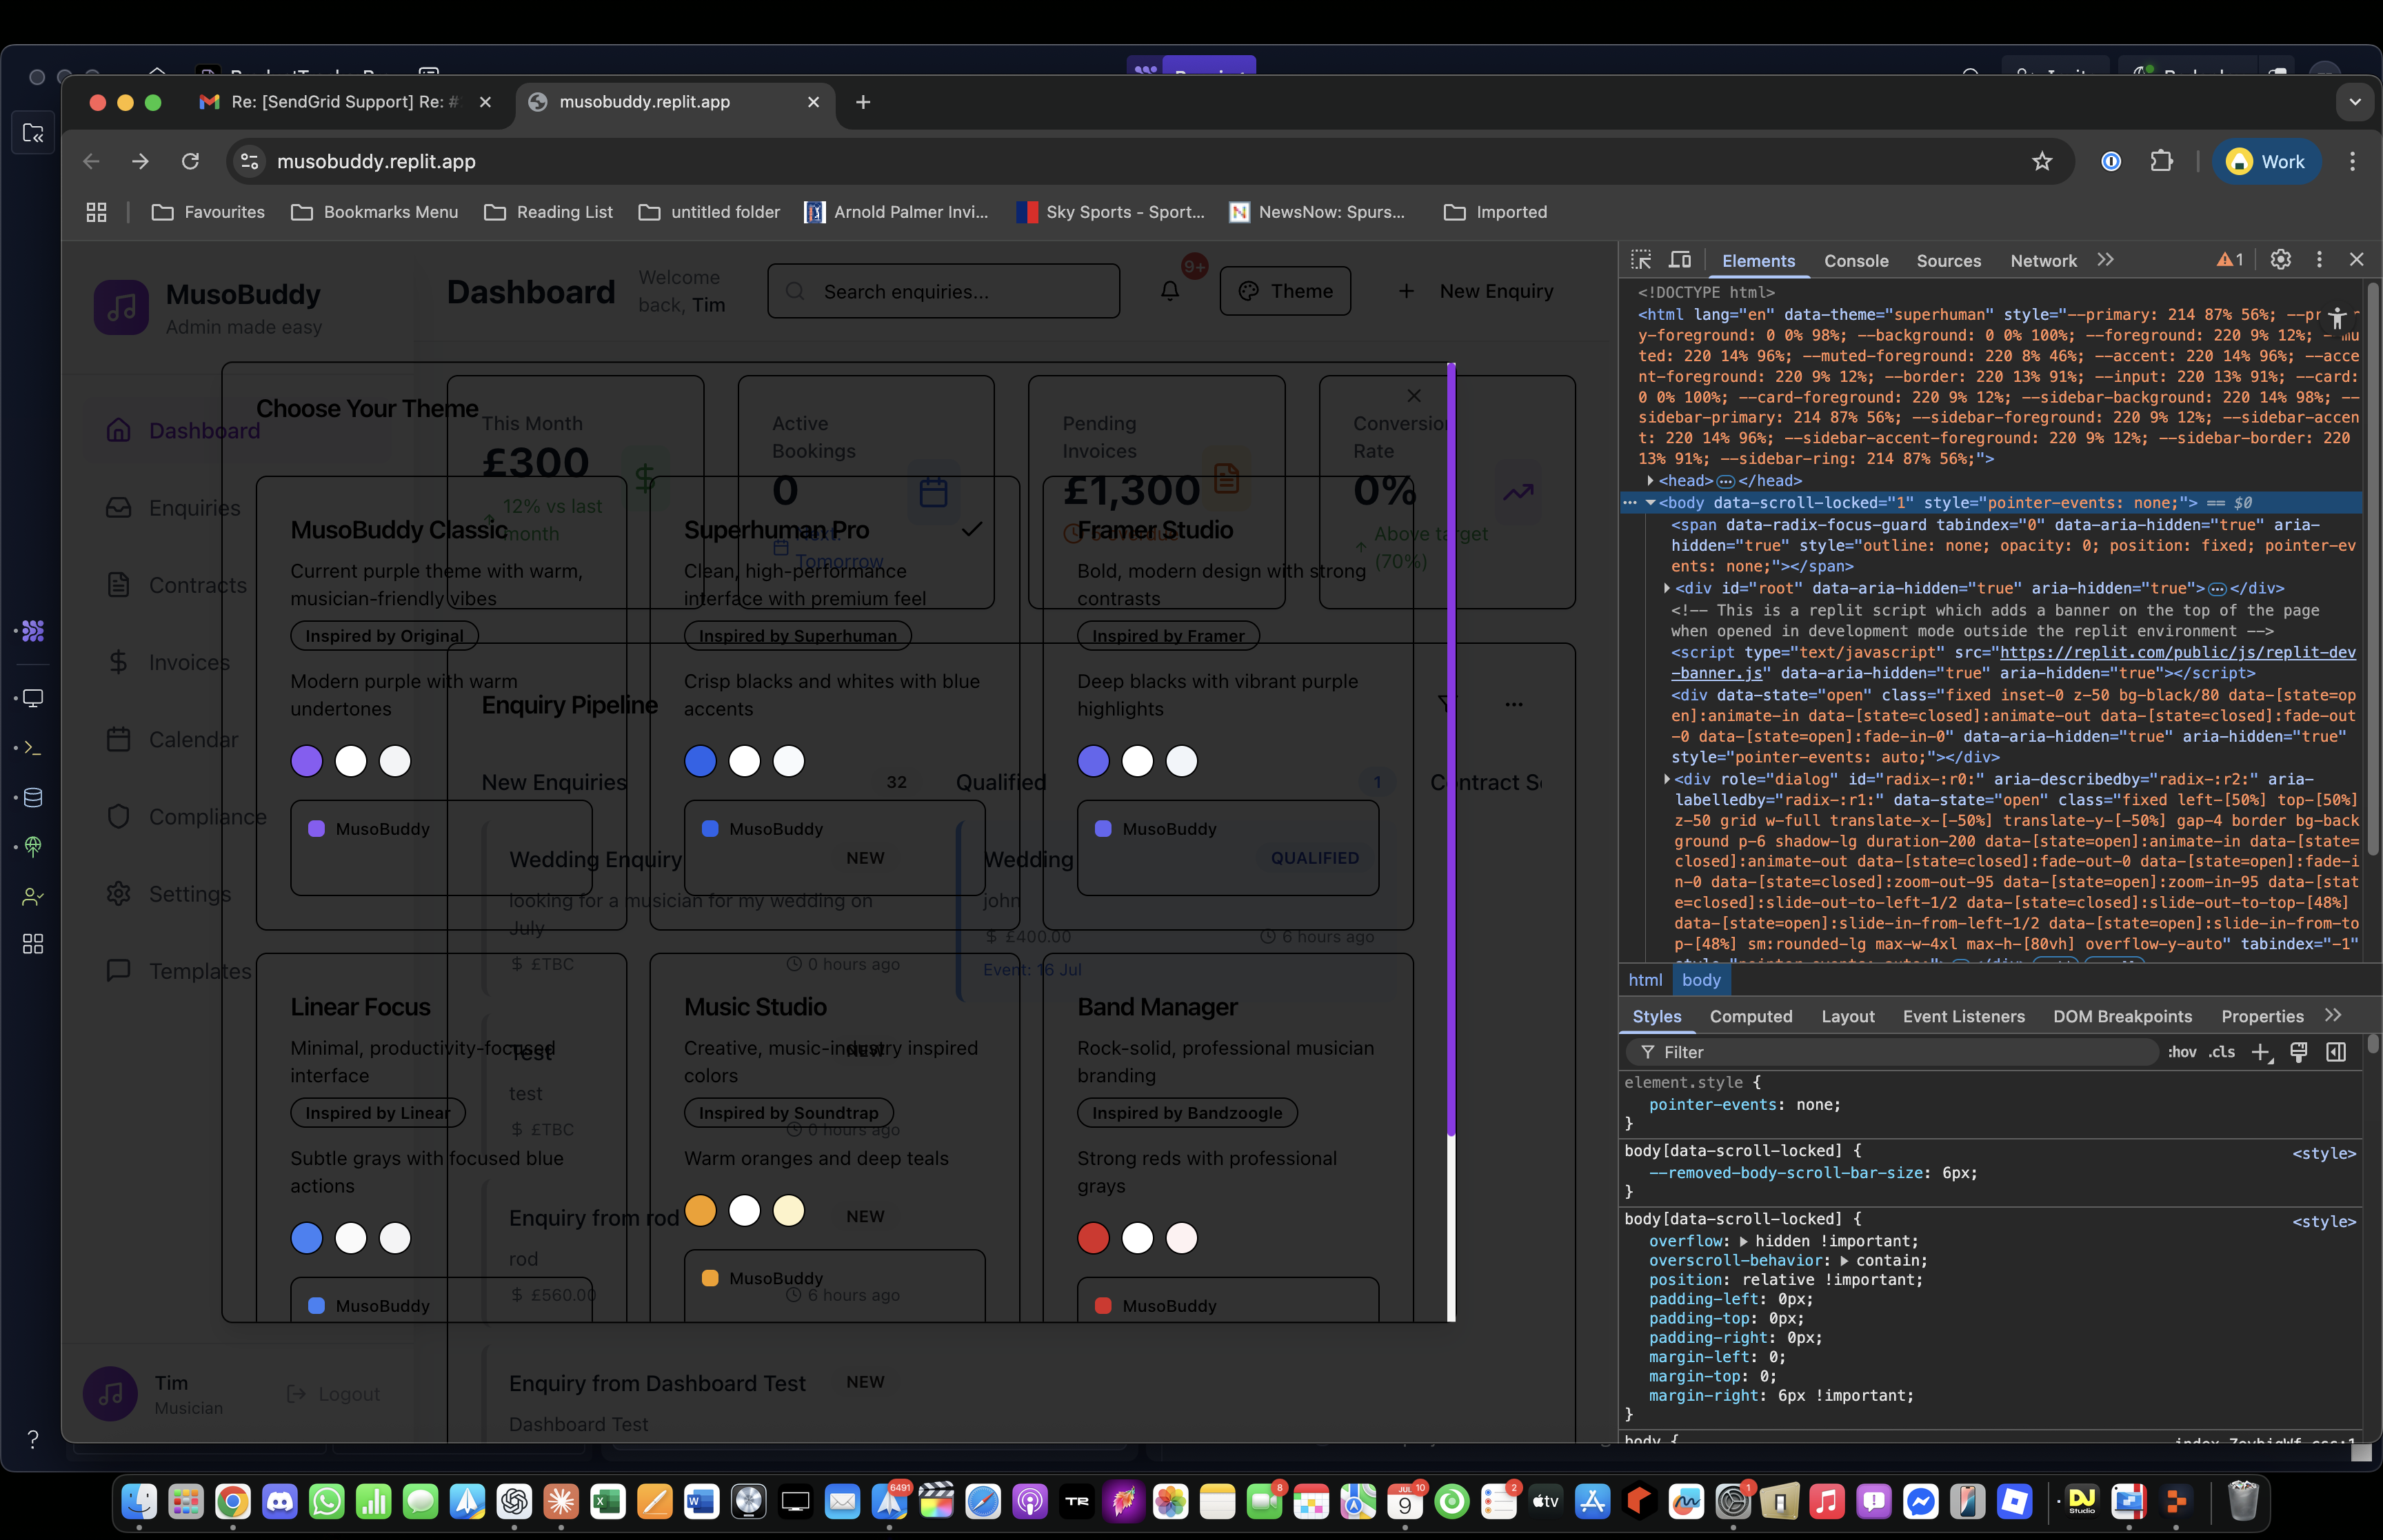 Re: [SendGrid Support] Re: #
musobuddy.replit.app
musobuddy.replit.app
Work
Favourites
Bookmarks Menu
Reading List
untitled folder
Arnold Palmer Invi...
Sky Sports - Sport...
NewsNow: Spurs...
Imported
MusoBuddy
Admin made easy
Dashboard
Enquiries
Contracts
Invoices
Calendar
Compliance
Settings
Templates
Tim
Musician
Logout
Dashboard
Welcome
back, Tim
Search enquiries...
9+
Theme
New Enquiry
This Month
£300
12% vs last
month
Active
Bookings
0
Next:
Tomorrow
Pending
Invoices
£1,300
overdue
Conversion
Rate
0%
Above target
(70%)
Enquiry Pipeline
New Enquiries
32
Qualified
1
Wedding Enquiry
NEW
looking for a musician for my wedding on
July
$ £TBC
0 hours ago
Wedding
QUALIFIED
john
$ £400.00
6 hours ago
Event: 16 Jul
Test
NEW
test
$ £TBC
0 hours ago
Enquiry from rod
NEW
rod
$ £560.00
6 hours ago
Enquiry from Dashboard Test
NEW
Dashboard Test
Choose Your Theme
MusoBuddy Classic
Current purple theme with warm,
musician-friendly vibes
Inspired by Original
Modern purple with warm
undertones
MusoBuddy
Superhuman Pro
Clean, high-performance
interface with premium feel
Inspired by Superhuman
Crisp blacks and whites with blue
accents
MusoBuddy
Framer Studio
Bold, modern design with strong
contrasts
Inspired by Framer
Deep blacks with vibrant purple
highlights
MusoBuddy
Linear Focus
Minimal, productivity-focused
interface
Inspired by Linear
Subtle grays with focused blue
actions
MusoBuddy
Music Studio
Creative, music-industry inspired
colors
Inspired by Soundtrap
Warm oranges and deep teals
MusoBuddy
Band Manager
Rock-solid, professional musician
branding
Inspired by Bandzoogle
Strong reds with professional
grays
MusoBuddy
Elements
Console
Sources
Network
1
<!DOCTYPE html>
<html lang="en" data-theme="superhuman" style="--primary: 214 87% 56%; --pr
y-foreground: 0 0% 98%; --background: 0 0% 100%; --foreground: 220 9% 12%; --mu
ted: 220 14% 96%; --muted-foreground: 220 8% 46%; --accent: 220 14% 96%; --acce
nt-foreground: 220 9% 12%; --border: 220 13% 91%; --input: 220 13% 91%; --card:
0 0% 100%; --card-foreground: 220 9% 12%; --sidebar-background: 220 14% 98%; --
sidebar-primary: 214 87% 56%; --sidebar-foreground: 220 9% 12%; --sidebar-accen
t: 220 14% 96%; --sidebar-accent-foreground: 220 9% 12%; --sidebar-border: 220
13% 91%; --sidebar-ring: 214 87% 56%;">
<head>…</head>
<body data-scroll-locked="1" style="pointer-events: none;"> == $0
<span data-radix-focus-guard tabindex="0" data-aria-hidden="true" aria-
hidden="true" style="outline: none; opacity: 0; position: fixed; pointer-ev
ents: none;"></span>
<div id="root" data-aria-hidden="true" aria-hidden="true">…</div>
<!-- This is a replit script which adds a banner on the top of the page
when opened in development mode outside the replit environment -->
<script type="text/javascript" src="https://replit.com/public/js/replit-dev
-banner.js" data-aria-hidden="true" aria-hidden="true"></script>
<div data-state="open" class="fixed inset-0 z-50 bg-black/80 data-[state=op
en]:animate-in data-[state=closed]:animate-out data-[state=closed]:fade-out
-0 data-[state=open]:fade-in-0" data-aria-hidden="true" aria-hidden="true"
style="pointer-events: auto;"></div>
<div role="dialog" id="radix-:r0:" aria-describedby="radix-:r2:" aria-
labelledby="radix-:r1:" data-state="open" class="fixed left-[50%] top-[50%]
z-50 grid w-full translate-x-[-50%] translate-y-[-50%] gap-4 border bg-back
ground p-6 shadow-lg duration-200 data-[state=open]:animate-in data-[state=
closed]:animate-out data-[state=closed]:fade-out-0 data-[state=open]:fade-i
n-0 data-[state=closed]:zoom-out-95 data-[state=open]:zoom-in-95 data-[stat
e=closed]:slide-out-to-left-1/2 data-[state=closed]:slide-out-to-top-[48%]
data-[state=open]:slide-in-from-left-1/2 data-[state=open]:slide-in-from-to
p-[48%] sm:rounded-lg max-w-4xl max-h-[80vh] overflow-y-auto" tabindex="-1"
html
body
Styles
Computed
Layout
Event Listeners
DOM Breakpoints
Properties
Filter
:hov
.cls
element.style {
pointer-events: none;
}
body[data-scroll-locked] {
<style>
--removed-body-scroll-bar-size: 6px;
}
body[data-scroll-locked] {
<style>
overflow: hidden !important;
overscroll-behavior: contain;
position: relative !important;
padding-left: 0px;
padding-top: 0px;
padding-right: 0px;
margin-left: 0;
margin-top: 0;
margin-right: 6px !important;
}
6491
8
JUL
9
10
2
tv
1
TR
DJ
Studio